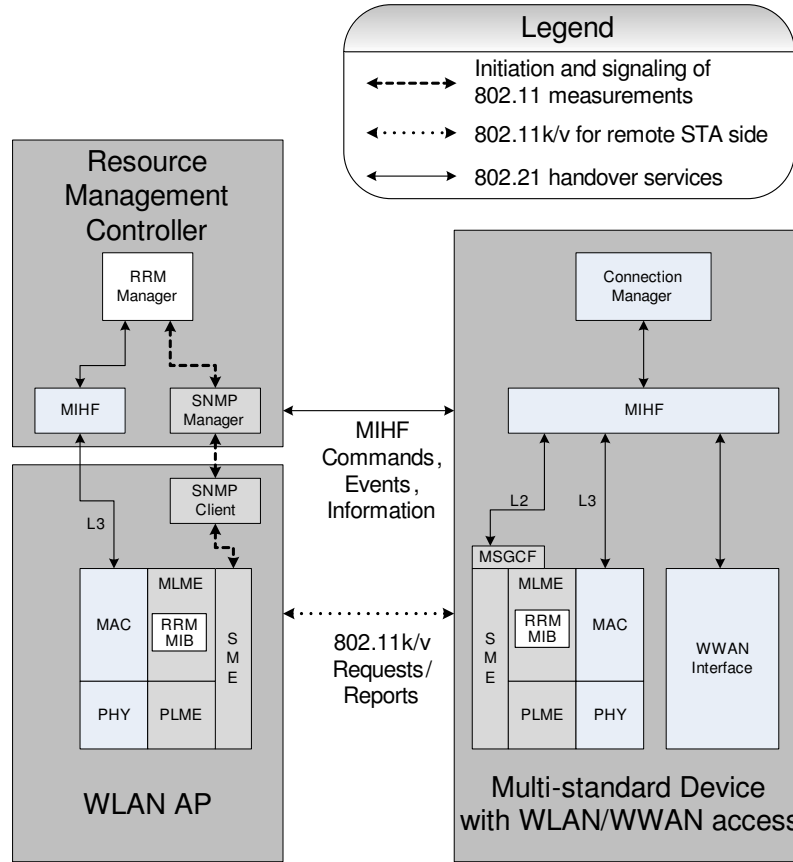 Legend
Initiation and signaling of
802.11 measurements
802.11k/v for remote STA side
802.21 handover services
Resource
Management
Controller
RRM
Manager
MIHF
SNMP
Manager
SNMP
Client
L3
MAC
MLME
RRM
MIB
SME
PHY
PLME
WLAN AP
MIHF
Commands,
Events,
Information
802.11k/v
Requests/
Reports
Connection
Manager
MIHF
L2
L3
MSGCF
SME
MLME
RRM
MIB
MAC
PLME
PHY
WWAN
Interface
Multi-standard Device
with WLAN/WWAN access